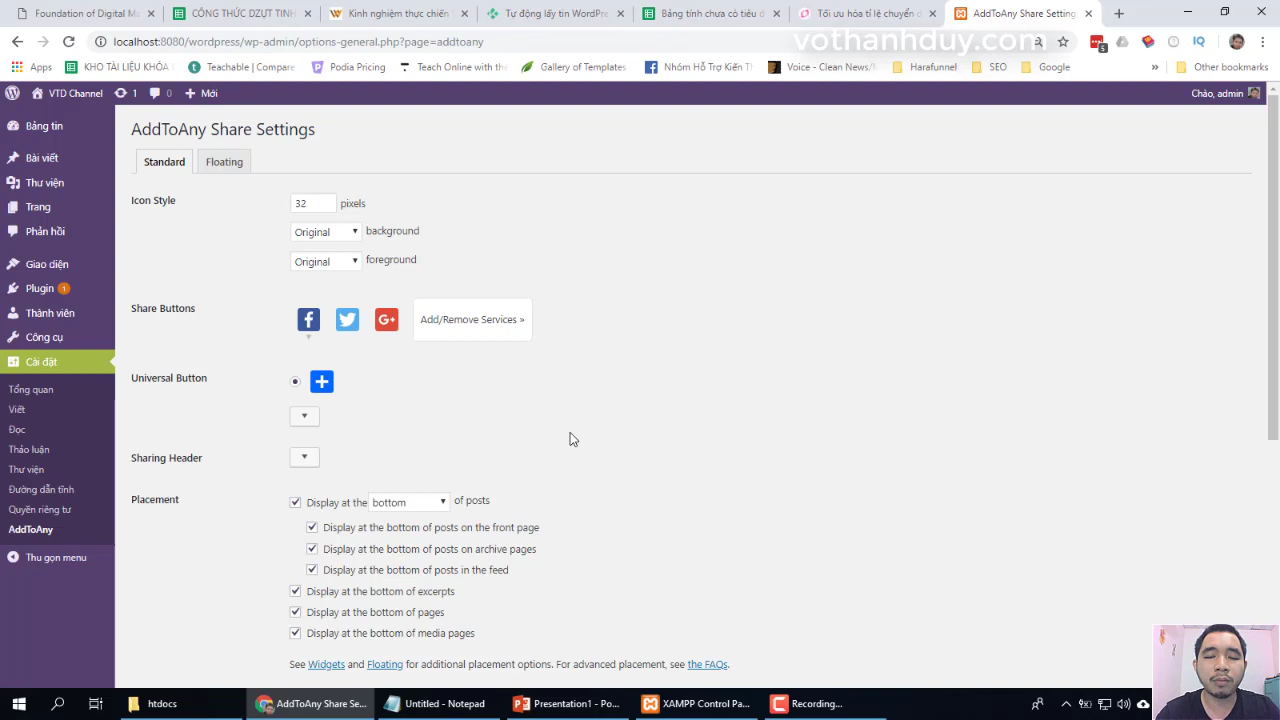 Foundation of Digital Ma
CÔNG THỨC DZỤT TINH
Kinh nghiệm thực chiến
Tự động lấy tin WordPre
Bảng tính chưa có tiêu đ
Tối ưu hóa tỉ lệ chuyển d
AddToAny Share Setting
localhost:8080/wordpress/wp-admin/options-general.php?page=addtoany
vothanhduy.com
5
IQ
Apps
KHO TÀI LIỆU KHÓA
Teachable | Compare
Podia Pricing
Teach Online with the
Gallery of Templates
Nhóm Hỗ Trợ Kiến T
Voice - Clean News/
Harafunnel
SEO
Google
»
Other bookmarks
VTD Channel
1
0
Mới
Chào, admin
AddToAny Share Settings
Bảng tin
Bài viết
Thư viện
Trang
Phản hồi
Giao diện
Plugin 1
Thành viên
Công cụ
Cài đặt
Tổng quan
Viết
Đọc
Thảo luận
Thư viện
Đường dẫn tĩnh
Quyền riêng tư
AddToAny
Thu gọn menu
Standard
Floating
Icon Style
32 pixels
Original background
Original foreground
Share Buttons
G+
Add/Remove Services »
Universal Button
Sharing Header
Placement
Display at the bottom of posts
Display at the bottom of posts on the front page
Display at the bottom of posts on archive pages
Display at the bottom of posts in the feed
Display at the bottom of excerpts
Display at the bottom of pages
Display at the bottom of media pages
See Widgets and Floating for additional placement options. For advanced placement, see the FAQs.
htdocs
AddToAny Share Se...
Untitled - Notepad
Presentation1 - Po...
XAMPP Control Pa...
Recording...